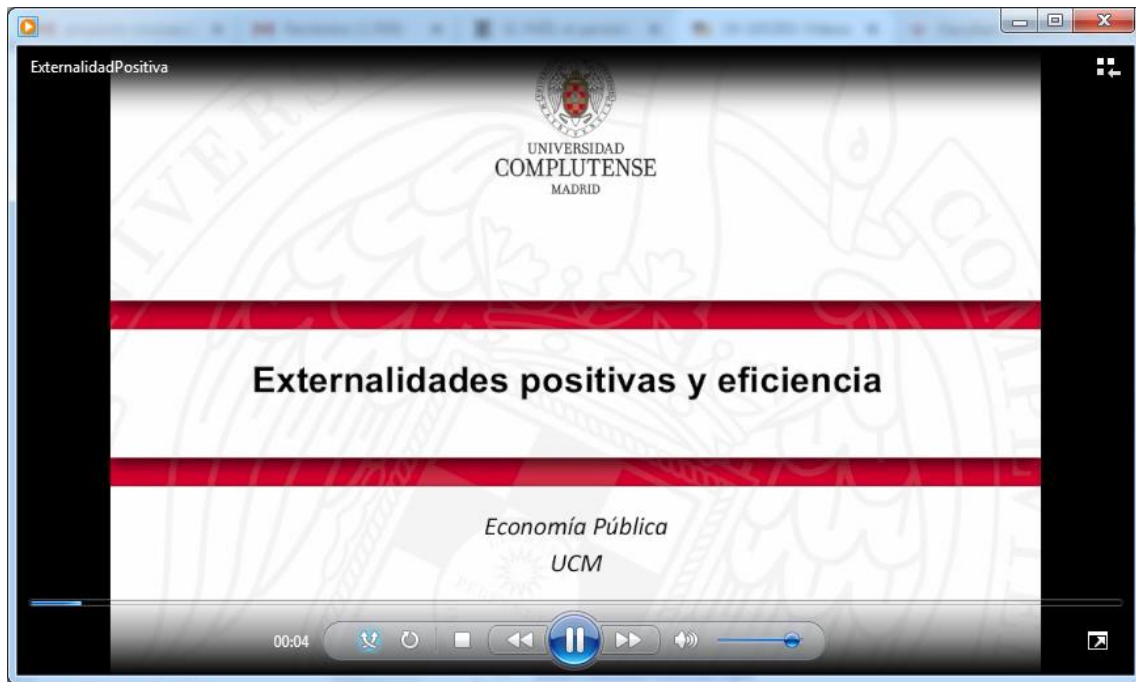 ExternalidadPositiva
UNIVERSIDAD
COMPLUTENSE
MADRID
Externalidades positivas y eficiencia
Economía Pública
UCM
00:04